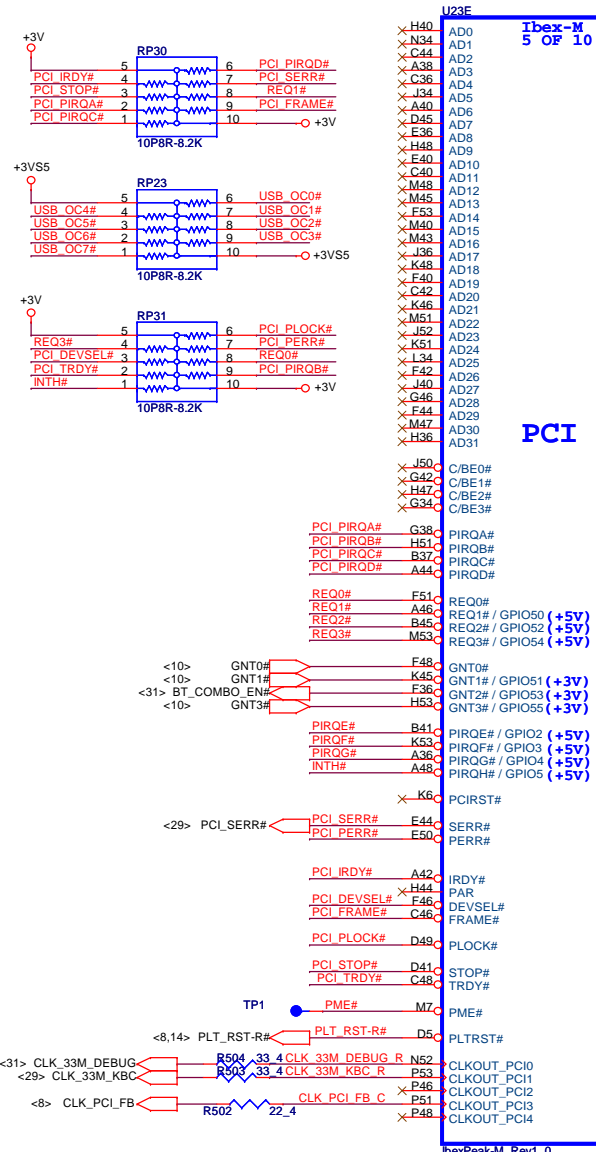 U23E
Ibex-M
5 OF 10
+3V
RP30
5 6 PCI_PIRQD#
PCI_IRDY# 4 7 PCI_SERR#
PCI_STOP# 3 8 REQ1#
PCI_PIRQA# 2 9 PCI_FRAME#
PCI_PIRQC# 1 10 +3V
10P8R-8.2K
+3VS5
RP23
5 6 USB_OC0#
USB_OC4# 4 7 USB_OC1#
USB_OC5# 3 8 USB_OC2#
USB_OC6# 2 9 USB_OC3#
USB_OC7# 1 10 +3VS5
10P8R-8.2K
+3V
RP31
5 6 PCI_PLOCK#
REQ3# 4 7 PCI_PERR#
PCI_DEVSEL# 3 8 REQ0#
PCI_TRDY# 2 9 PCI_PIRQB#
INTH# 1 10 +3V
10P8R-8.2K
H40 AD0
N34 AD1
C44 AD2
A38 AD3
C36 AD4
J34 AD5
A40 AD6
D45 AD7
E36 AD8
H48 AD9
E40 AD10
C40 AD11
M48 AD12
M45 AD13
F53 AD14
M40 AD15
M43 AD16
J36 AD17
K48 AD18
F40 AD19
C42 AD20
K46 AD21
M51 AD22
J52 AD23
K51 AD24
L34 AD25
F42 AD26
J40 AD27
G46 AD28
F44 AD29
M47 AD30
H36 AD31
PCI
J50 C/BE0#
G42 C/BE1#
H47 C/BE2#
G34 C/BE3#
PCI_PIRQA# G38 PIRQA#
PCI_PIRQB# H51 PIRQB#
PCI_PIRQC# B37 PIRQC#
PCI_PIRQD# A44 PIRQD#
REQ0# F51 REQ0#
REQ1# A46 REQ1# / GPIO50 (+5V)
REQ2# B45 REQ2# / GPIO52 (+5V)
REQ3# M53 REQ3# / GPIO54 (+5V)
<10> GNT0# F48 GNT0#
<10> GNT1# K45 GNT1# / GPIO51 (+3V)
<31> BT_COMBO_EN# F36 GNT2# / GPIO53 (+3V)
<10> GNT3# H53 GNT3# / GPIO55 (+3V)
PIRQE# B41 PIRQE# / GPIO2 (+5V)
PIRQF# K53 PIRQF# / GPIO3 (+5V)
PIRQG# A36 PIRQG# / GPIO4 (+5V)
INTH# A48 PIRQH# / GPIO5 (+5V)
K6 PCIRST#
<29> PCI_SERR# PCI_SERR# E44 SERR#
PCI_PERR# E50 PERR#
PCI_IRDY# A42 IRDY#
H44 PAR
PCI_DEVSEL# F46 DEVSEL#
PCI_FRAME# C46 FRAME#
PCI_PLOCK# D49 PLOCK#
PCI_STOP# D41 STOP#
PCI_TRDY# C48 TRDY#
TP1 PME# M7 PME#
<8,14> PLT_RST-R# PLT_RST-R# D5 PLTRST#
<31> CLK_33M_DEBUG R504 33_4 CLK_33M_DEBUG_R N52 CLKOUT_PCI0
<29> CLK_33M_KBC R503 33_4 CLK_33M_KBC_R P53 CLKOUT_PCI1
P46 CLKOUT_PCI2
<8> CLK_PCI_FB R502 22_4 CLK_PCI_FB_C P51 CLKOUT_PCI3
P48 CLKOUT_PCI4
IbexPeak-M_Rev1_0